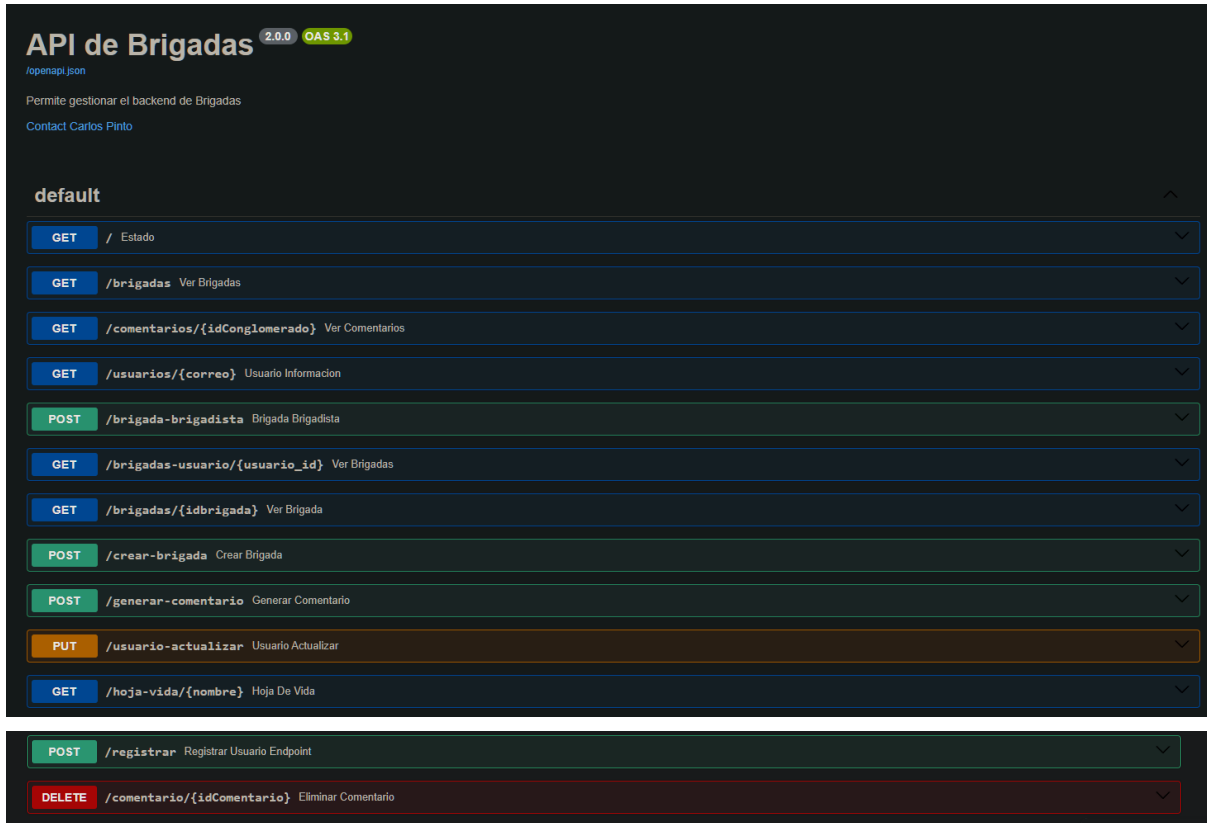 API de Brigadas 2.0.0 OAS 3.1
/openapi.json
Permite gestionar el backend de Brigadas
Contact Carlos Pinto
default
GET / Estado
GET /brigadas Ver Brigadas
GET /comentarios/{idConglomerado} Ver Comentarios
GET /usuarios/{correo} Usuario Informacion
POST /brigada-brigadista Brigada Brigadista
GET /brigadas-usuario/{usuario_id} Ver Brigadas
GET /brigadas/{idbrigada} Ver Brigada
POST /crear-brigada Crear Brigada
POST /generar-comentario Generar Comentario
PUT /usuario-actualizar Usuario Actualizar
GET /hoja-vida/{nombre} Hoja De Vida
POST /registrar Registrar Usuario Endpoint
DELETE /comentario/{idComentario} Eliminar Comentario